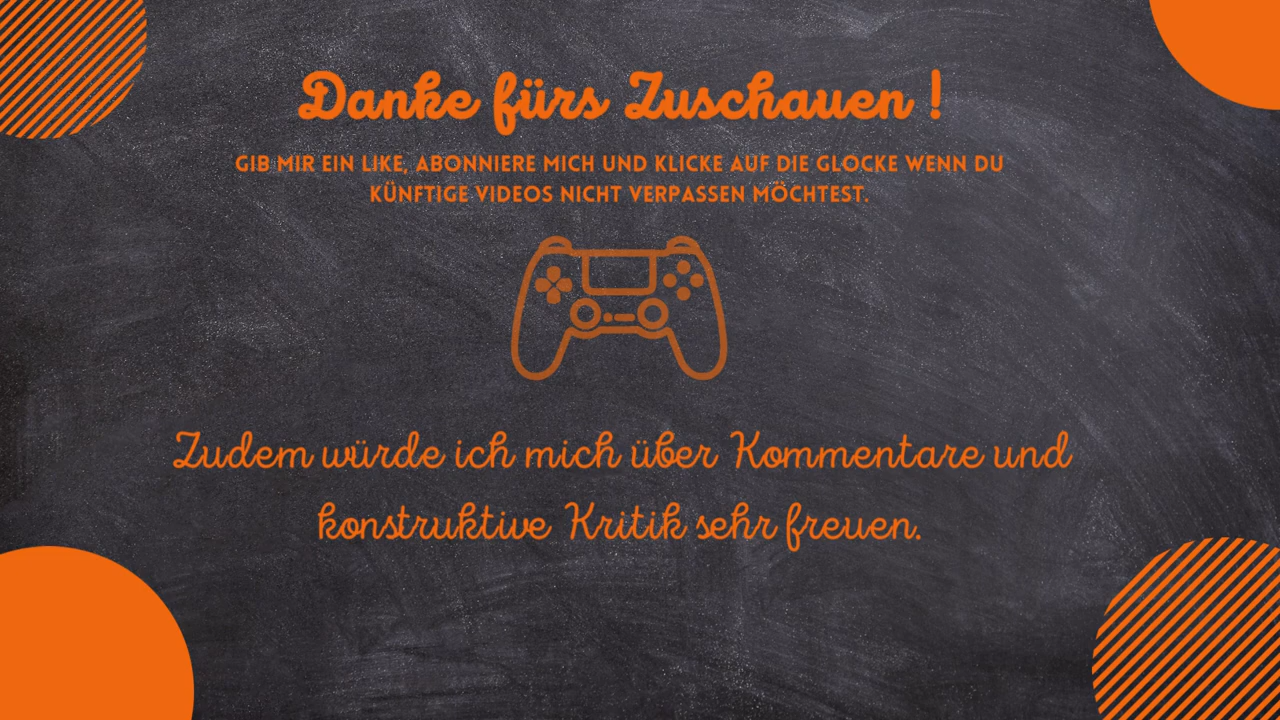 Danke fürs Zuschauen !
GIB MIR EIN LIKE, ABONNIERE MICH UND KLICKE AUF DIE GLOCKE WENN DU
KÜNFTIGE VIDEOS NICHT VERPASSEN MÖCHTEST.
Zudem würde ich mich über Kommentare und
konstruktive Kritik sehr freuen.